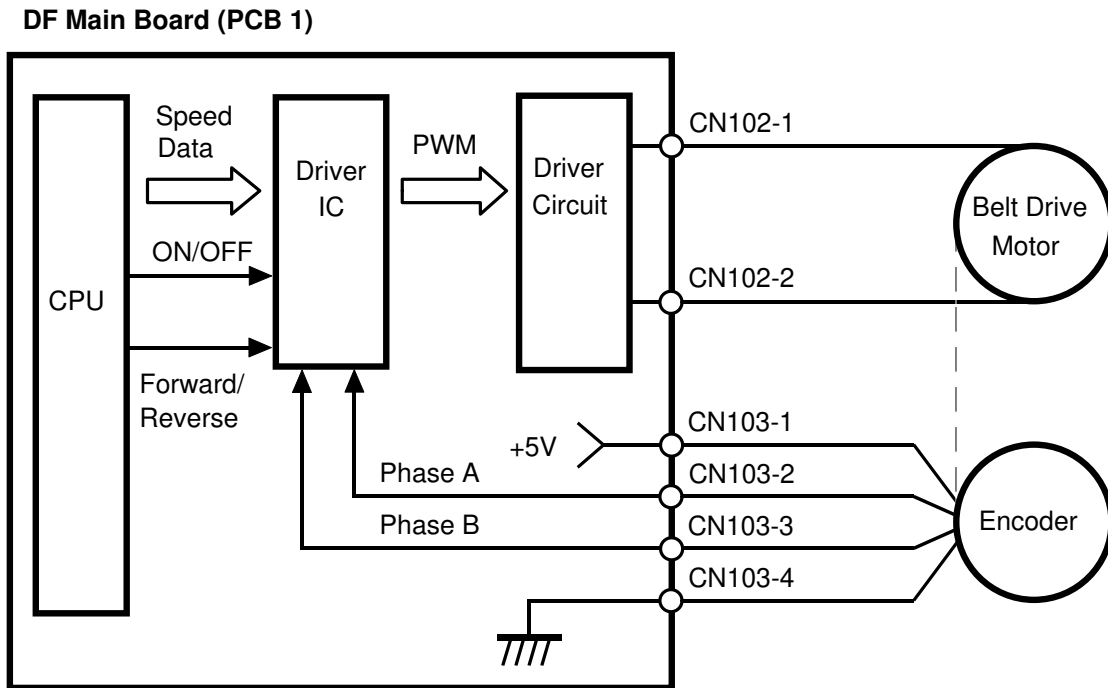 DF Main Board (PCB 1)
Speed
Data
Driver
IC
PWM
Driver
Circuit
CN102-1
Belt Drive
Motor
ON/OFF
CPU
CN102-2
Forward/
Reverse
+5V
CN103-1
Phase A
CN103-2
Phase B
CN103-3
Encoder
CN103-4